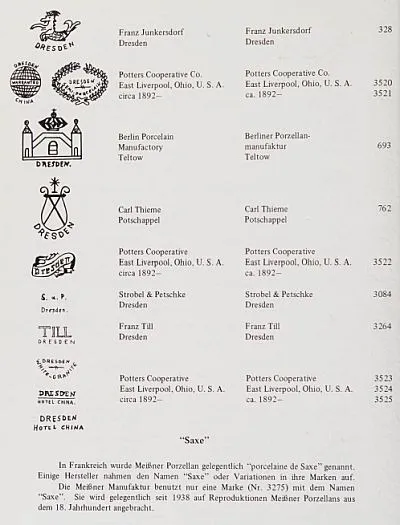 DRESDEN
Franz Junkersdorf Franz Junkersdorf 328
Dresden Dresden
DRESDEN
WARRANTED
CHINA
DRESDEN
Potters Cooperative Co. Potters Cooperative Co.
East Liverpool, Ohio, U. S. A. East Liverpool, Ohio, U. S. A. 3520
circa 1892— ca. 1892— 3521
DRESDEN.
Berlin Porcelain Berliner Porzellan-
Manufactory manufaktur 693
Teltow Teltow
DRESDEN
Carl Thieme Carl Thieme 762
Potschappel Potschappel
DRESDEN
Potters Cooperative Potters Cooperative
East Liverpool, Ohio, U. S. A. East Liverpool, Ohio, U. S. A. 3522
circa 1892— ca. 1892—
S. u. P.
Dresden.
Strobel & Petschke Strobel & Petschke 3084
Dresden Dresden
TILL
DRESDEN
Franz Till Franz Till 3264
Dresden Dresden
DRESDEN
WHITE-GRANITE
DRESDEN
HOTEL CHINA.
DRESDEN
HOTEL CHINA
Potters Cooperative Potters Cooperative 3523
East Liverpool, Ohio, U. S. A. East Liverpool, Ohio, U. S. A. 3524
circa 1892— ca. 1892— 3525
“Saxe”
In Frankreich wurde Meißner Porzellan gelegentlich “porcelaine de Saxe” genannt.
Einige Hersteller nahmen den Namen “Saxe” oder Variationen in ihre Marken auf.
Die Meißner Manufaktur benutzt nur eine Marke (Nr. 3275) mit dem Namen
“Saxe”. Sie wird gelegentlich seit 1938 auf Reproduktionen Meißner Porzellans aus
dem 18. Jahrhundert angebracht.